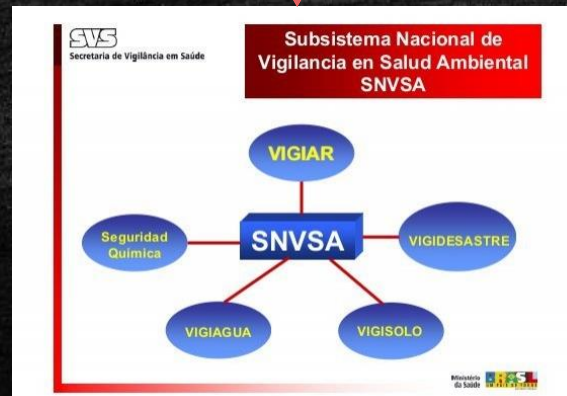 SVS
Secretaria de Vigilância em Saúde
Subsistema Nacional de
Vigilancia en Salud Ambiental
SNVSA
VIGIAR
Seguridad
Química
SNVSA
VIGIDESASTRE
VIGIAGUA
VIGISOLO
Ministério
da Saúde
BRASIL